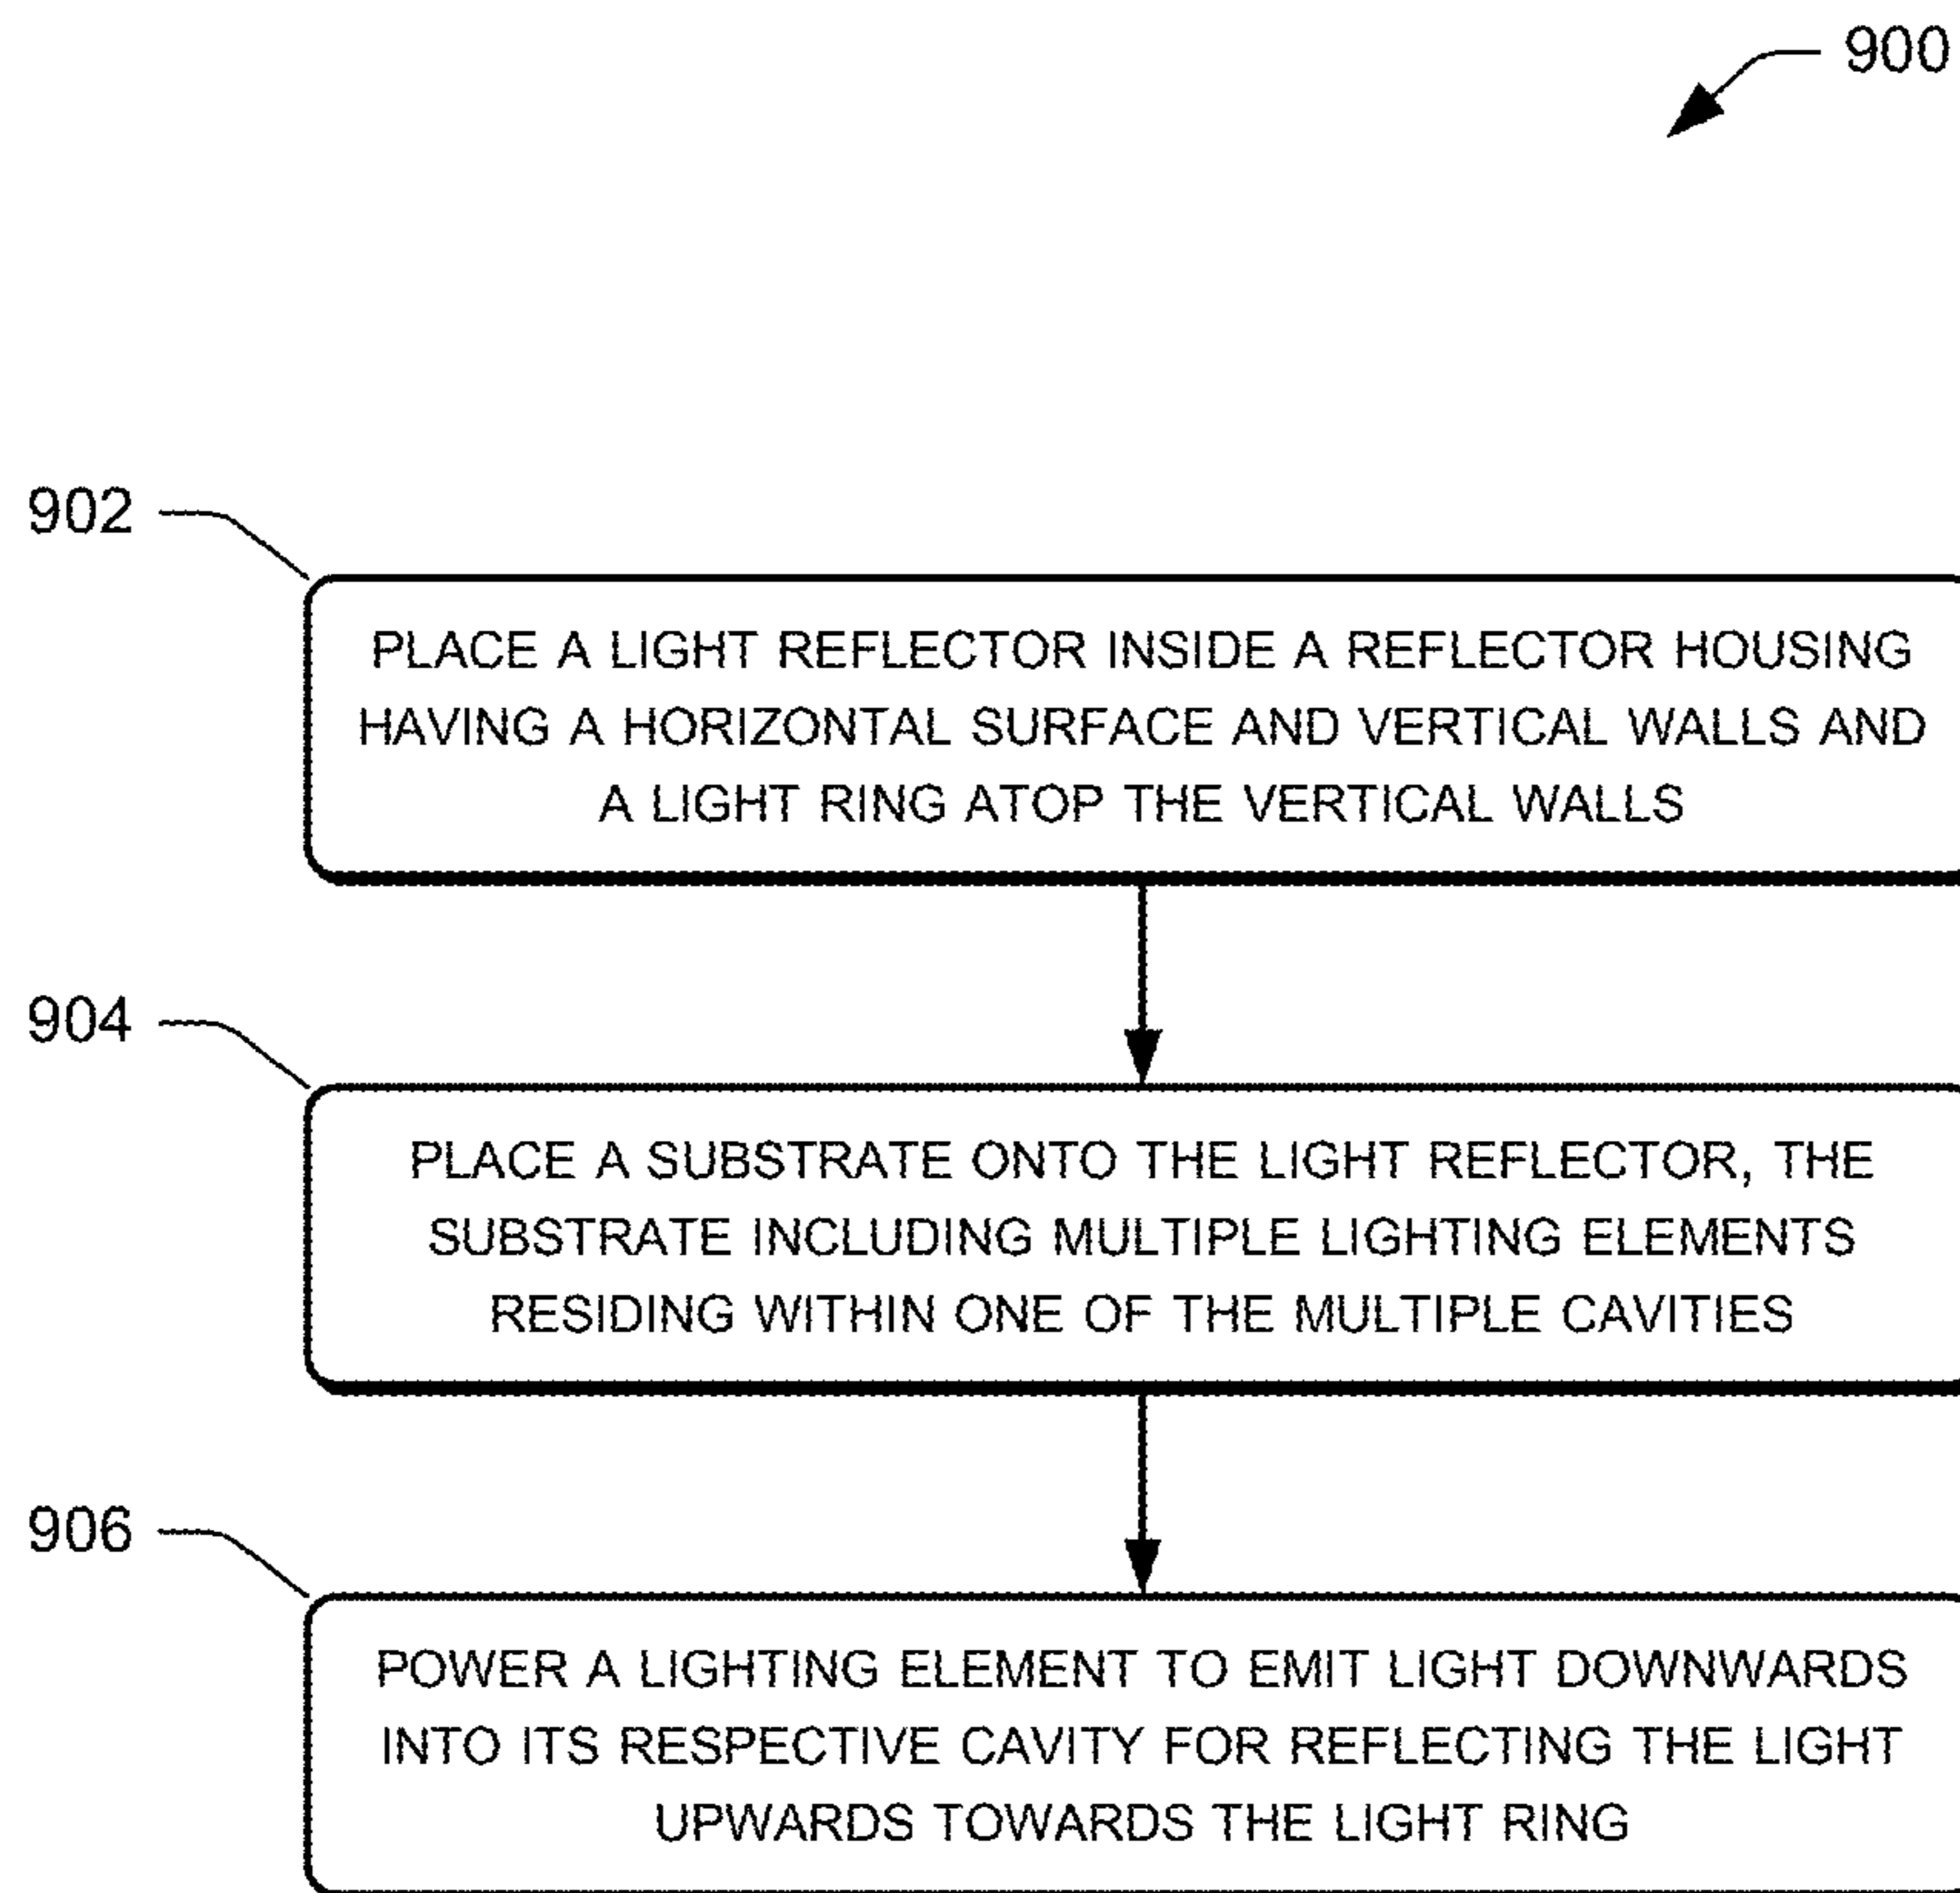 900
902
PLACE A LIGHT REFLECTOR INSIDE A REFLECTOR HOUSING
HAVING A HORIZONTAL SURFACE AND VERTICAL WALLS AND
A LIGHT RING ATOP THE VERTICAL WALLS
904
PLACE A SUBSTRATE ONTO THE LIGHT REFLECTOR, THE
SUBSTRATE INCLUDING MULTIPLE LIGHTING ELEMENTS
RESIDING WITHIN ONE OF THE MULTIPLE CAVITIES
906
POWER A LIGHTING ELEMENT TO EMIT LIGHT DOWNWARDS
INTO ITS RESPECTIVE CAVITY FOR REFLECTING THE LIGHT
UPWARDS TOWARDS THE LIGHT RING